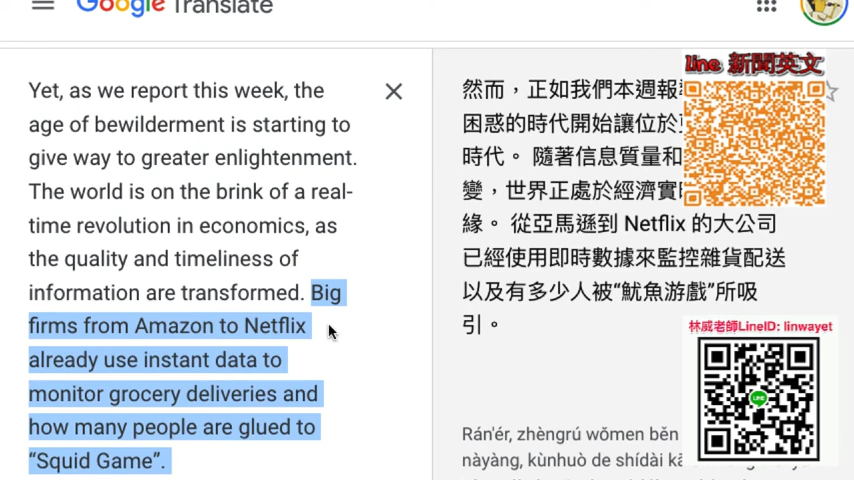 Google Translate
Yet, as we report this week, the
age of bewilderment is starting to
give way to greater enlightenment.
The world is on the brink of a real-
time revolution in economics, as
the quality and timeliness of
information are transformed. Big
firms from Amazon to Netflix
already use instant data to
monitor grocery deliveries and
how many people are glued to
“Squid Game”.
然而，正如我們本週報
困惑的時代開始讓位於
時代。 隨著信息質量和
變，世界正處於經濟實
緣。 從亞馬遜到 Netflix 的大公司
已經使用即時數據來監控雜貨配送
以及有多少人被“魷魚游戲”所吸
引。
Rán'ér, zhèngrú wǒmen běn
nàyàng, kùnhuò de shídài
line 新聞英文
林威老師LineID: linwayet
LINE